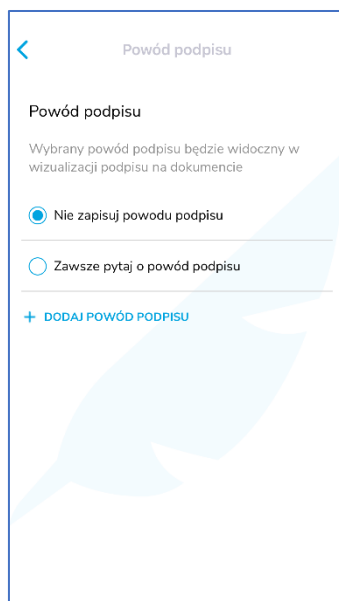 Powód podpisu
Powód podpisu
Wybrany powód podpisu będzie widoczny w
wizualizacji podpisu na dokumencie
Nie zapisuj powodu podpisu
Zawsze pytaj o powód podpisu
+ DODAJ POWÓD PODPISU